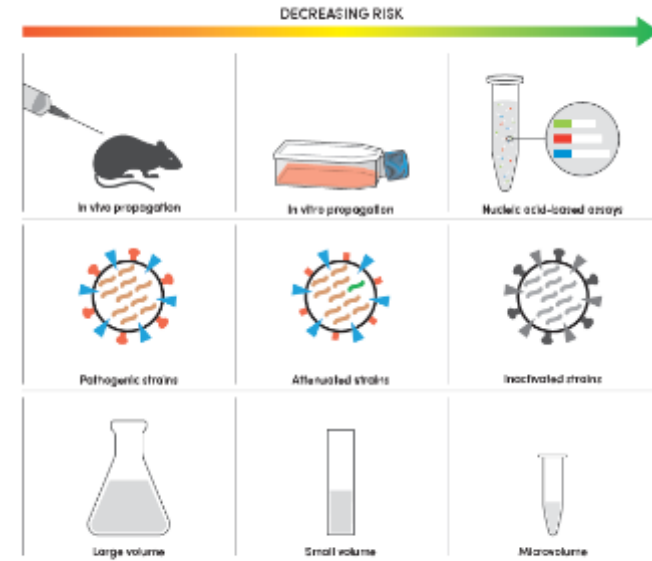 DECREASING RISK
In vivo propagation
In vitro propagation
Nucleic acid-based assays
Pathogenic strains
Attenuated strains
Inactivated strains
Large volume
Small volume
Microvolume